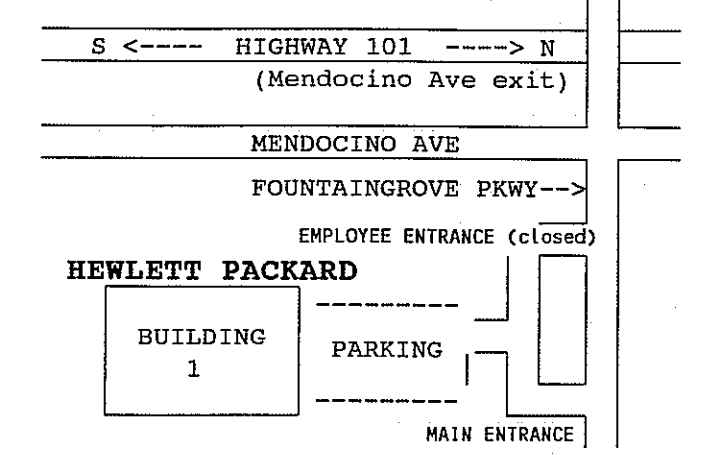 S <---- HIGHWAY 101 ----> N
(Mendocino Ave exit)
MENDOCINO AVE
FOUNTAINGROVE PKWY-->
EMPLOYEE ENTRANCE (closed)
HEWLETT PACKARD
BUILDING
1
PARKING
MAIN ENTRANCE